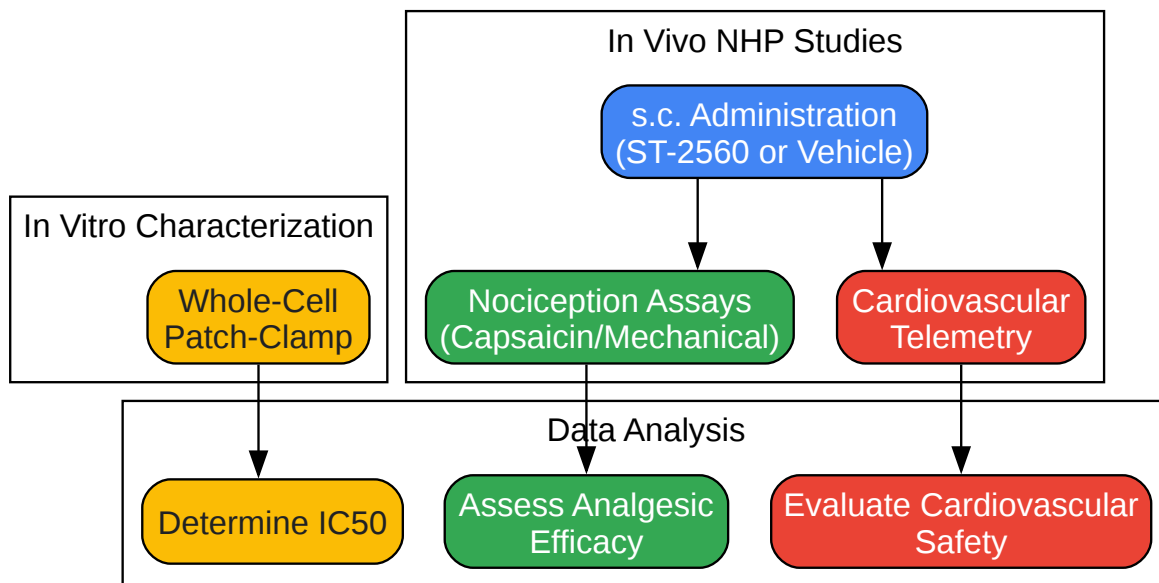 In Vivo NHP Studies
s.c. Administration
(ST-2560 or Vehicle)
In Vitro Characterization
Whole-Cell
Patch-Clamp
Nociception Assays
(Capsaicin/Mechanical)
Cardiovascular
Telemetry
Data Analysis
Determine IC50
Assess Analgesic
Efficacy
Evaluate Cardiovascular
Safety